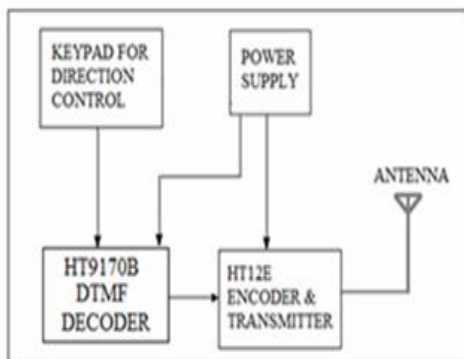 KEYPAD FOR
DIRECTION
CONTROL
POWER
SUPPLY
ANTENNA
HT9170B
DTMF
DECODER
HT12E
ENCODER &
TRANSMITTER